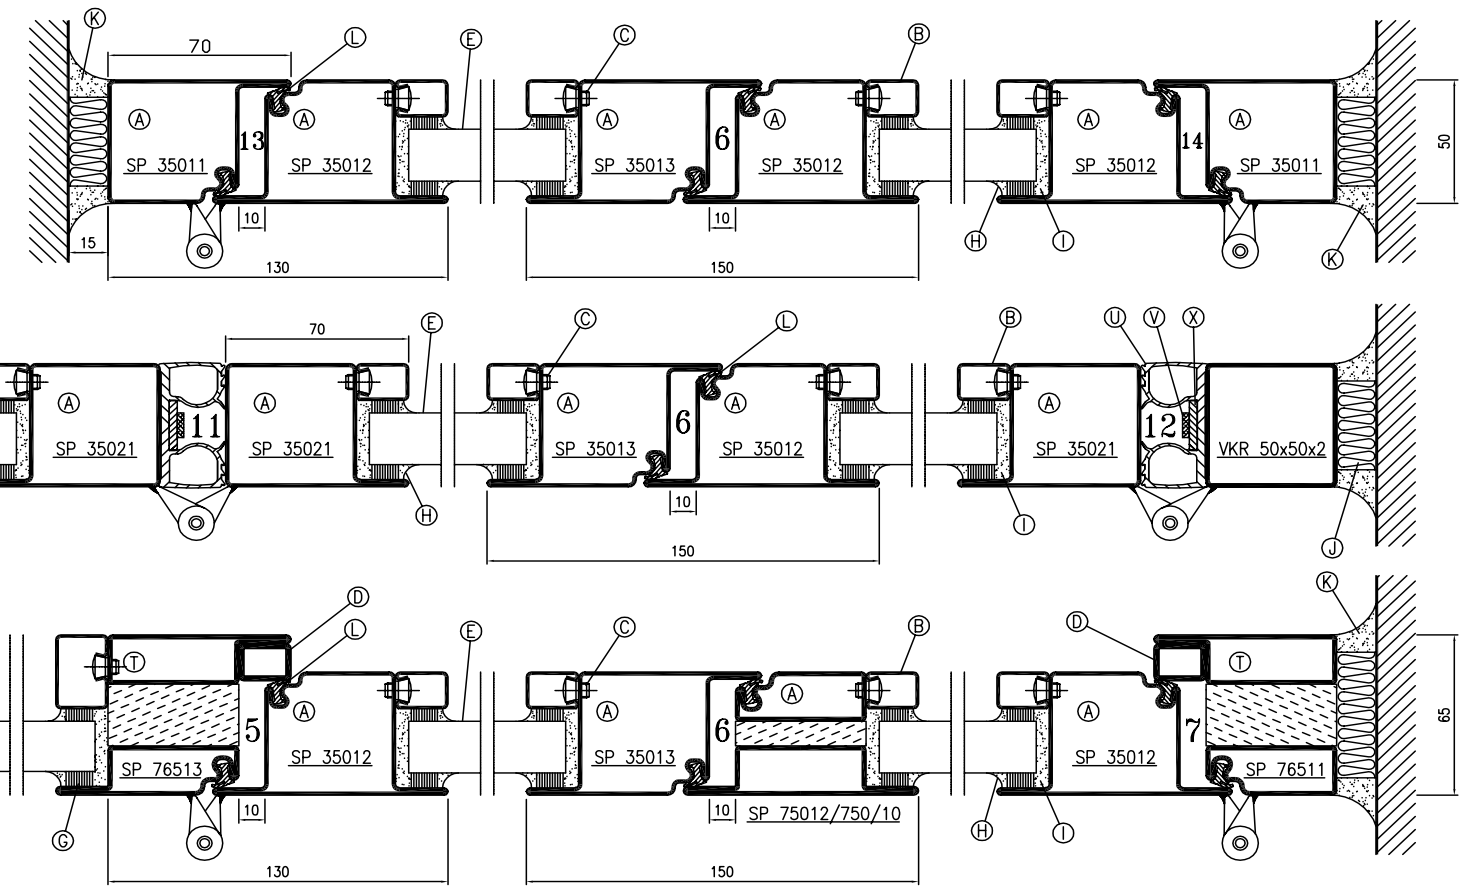 K 70 L E C B
A A A A A A
13 6 14
SP 35011 SP 35012 SP 35013 SP 35012 SP 35012 SP 35011
50
10 10
15 H I K
130 150
70 E C L B U V X
A A A A A
11 6 12
SP 35021 SP 35021 SP 35013 SP 35012 SP 35021 VKR 50x50x2
10
H I J
150
D L E C B D K
T A A A A T
5 6 7
SP 76513 SP 35012 SP 35013 SP 35012 SP 76511
65
10 10 SP 75012/750/10
G H I
130 150